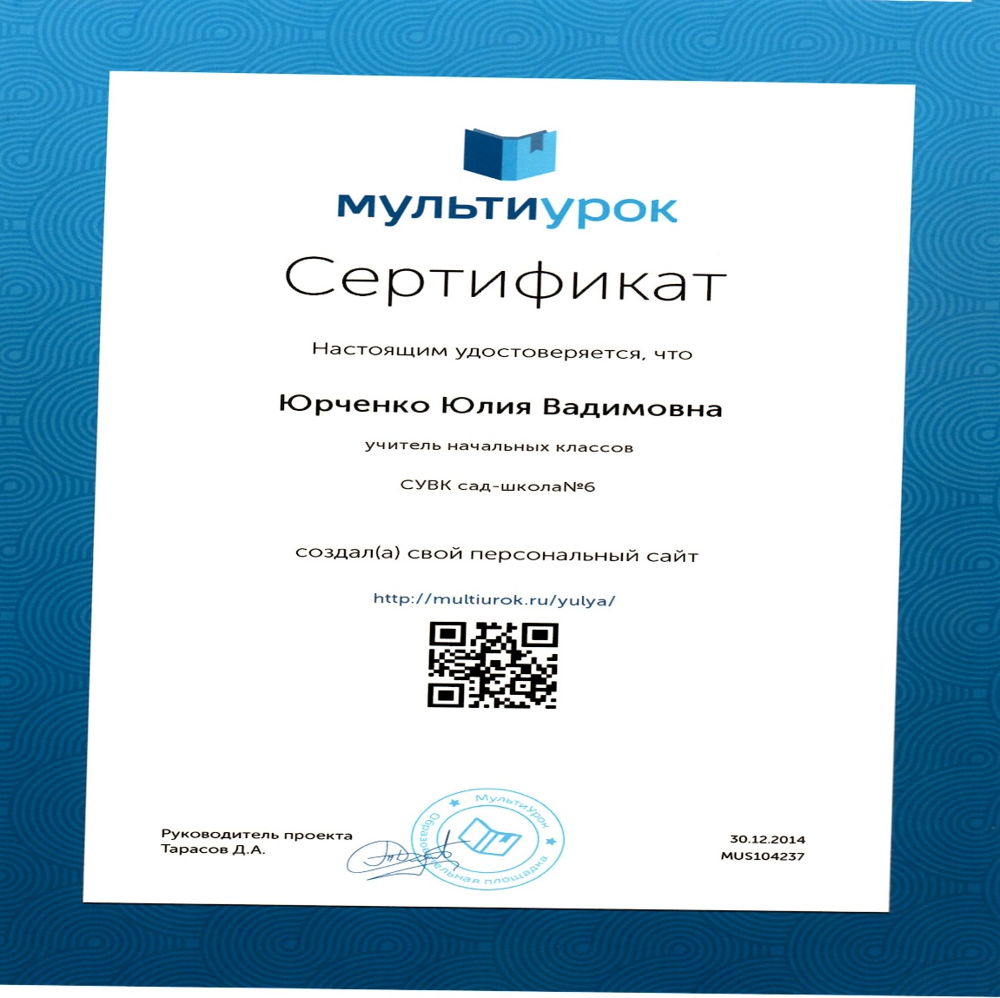 мультиурок
Сертификат
Настоящим удостоверяется, что
Юрченко Юлия Вадимовна
учитель начальных классов
СУВК сад-школа№6
создал(а) свой персональный сайт
http://multiurok.ru/yulya/
МультиУрок
Образовательная площадка
Руководитель проекта
Тарасов Д.А.
30.12.2014
MUS104237